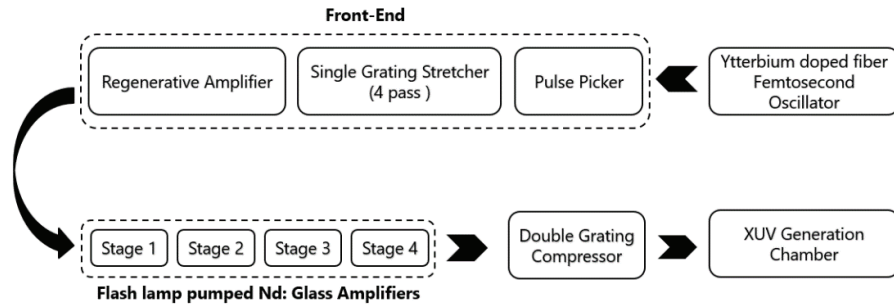 Front-End
Regenerative Amplifier
Single Grating Stretcher
(4 pass )
Pulse Picker
Ytterbium doped fiber
Femtosecond
Oscillator
Stage 1
Stage 2
Stage 3
Stage 4
Flash lamp pumped Nd: Glass Amplifiers
Double Grating
Compressor
XUV Generation
Chamber